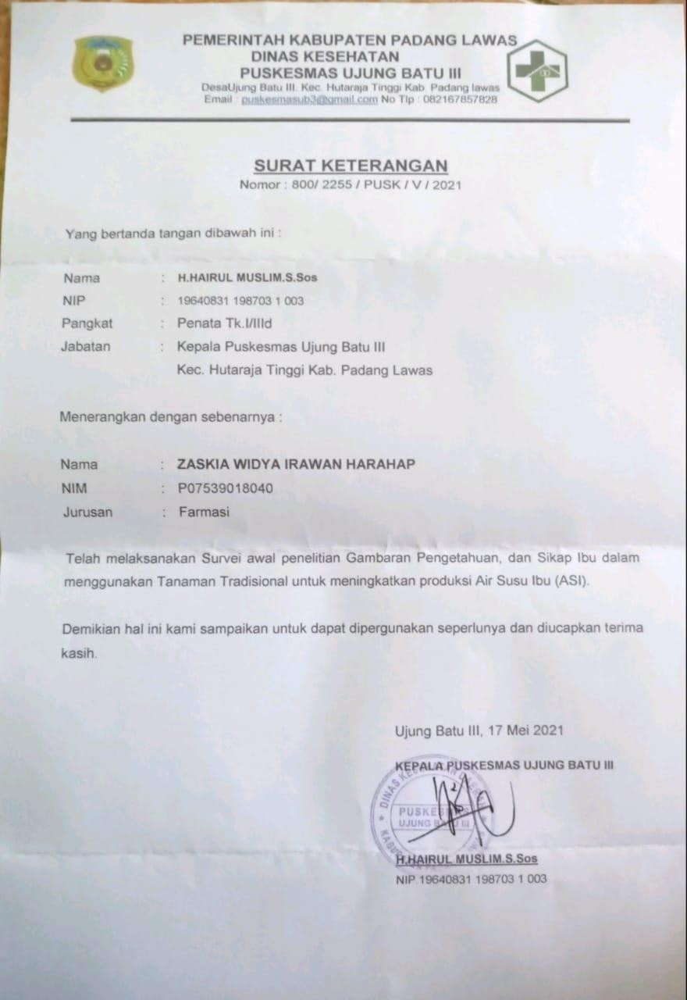 PEMERINTAH KABUPATEN PADANG LAWAS
DINAS KESEHATAN
PUSKESMAS UJUNG BATU III
DesaUjung Batu III. Kec. Hutaraja Tinggi Kab. Padang lawas
Email : puskesmasub3@gmail.com No Tlp : 082167857828
SURAT KETERANGAN
Nomor : 800/ 2255 / PUSK / V / 2021
Yang bertanda tangan dibawah ini :
Nama : H.HAIRUL MUSLIM.S.Sos
NIP : 19640831 198703 1 003
Pangkat : Penata Tk.I/IIId
Jabatan : Kepala Puskesmas Ujung Batu III
Kec. Hutaraja Tinggi Kab. Padang Lawas
Menerangkan dengan sebenarnya :
Nama : ZASKIA WIDYA IRAWAN HARAHAP
NIM : P07539018040
Jurusan : Farmasi
Telah melaksanakan Survei awal penelitian Gambaran Pengetahuan, dan Sikap Ibu dalam
menggunakan Tanaman Tradisional untuk meningkatkan produksi Air Susu Ibu (ASI).
Demikian hal ini kami sampaikan untuk dapat dipergunakan seperlunya dan diucapkan terima
kasih.
Ujung Batu III, 17 Mei 2021
KEPALA PUSKESMAS UJUNG BATU III
DINAS
PUSKESMAS
UJUNG BATU III
H.HAIRUL MUSLIM.S.Sos
NIP.19640831 198703 1 003